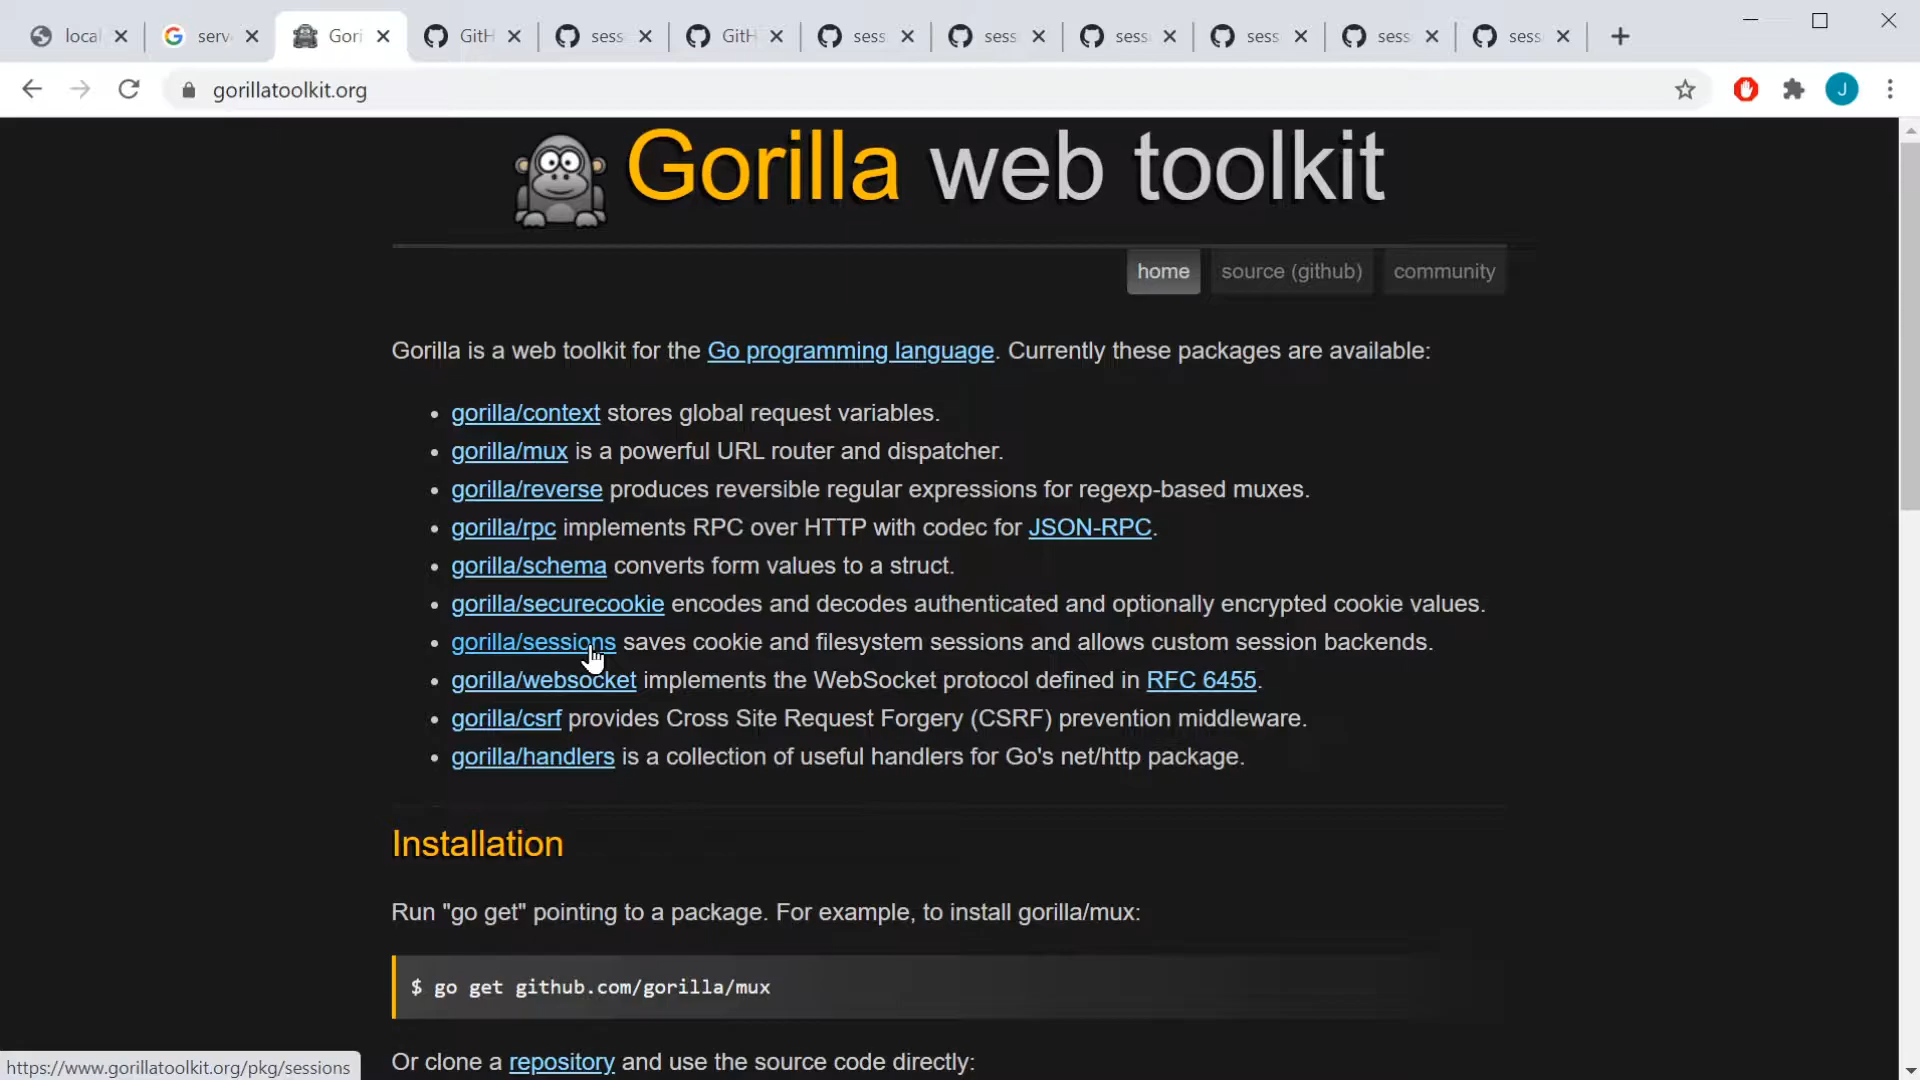 local
serv
Gori
GitH
sess
GitH
sess
sess
sess
sess
sess
sess
gorillatoolkit.org
J
Gorilla web toolkit
home
source (github)
community
Gorilla is a web toolkit for the Go programming language. Currently these packages are available:
• gorilla/context stores global request variables.
• gorilla/mux is a powerful URL router and dispatcher.
• gorilla/reverse produces reversible regular expressions for regexp-based muxes.
• gorilla/rpc implements RPC over HTTP with codec for JSON-RPC.
• gorilla/schema converts form values to a struct.
• gorilla/securecookie encodes and decodes authenticated and optionally encrypted cookie values.
• gorilla/sessions saves cookie and filesystem sessions and allows custom session backends.
• gorilla/websocket implements the WebSocket protocol defined in RFC 6455.
• gorilla/csrf provides Cross Site Request Forgery (CSRF) prevention middleware.
• gorilla/handlers is a collection of useful handlers for Go's net/http package.
Installation
Run "go get" pointing to a package. For example, to install gorilla/mux:
$ go get github.com/gorilla/mux
Or clone a repository and use the source code directly:
https://www.gorillatoolkit.org/pkg/sessions